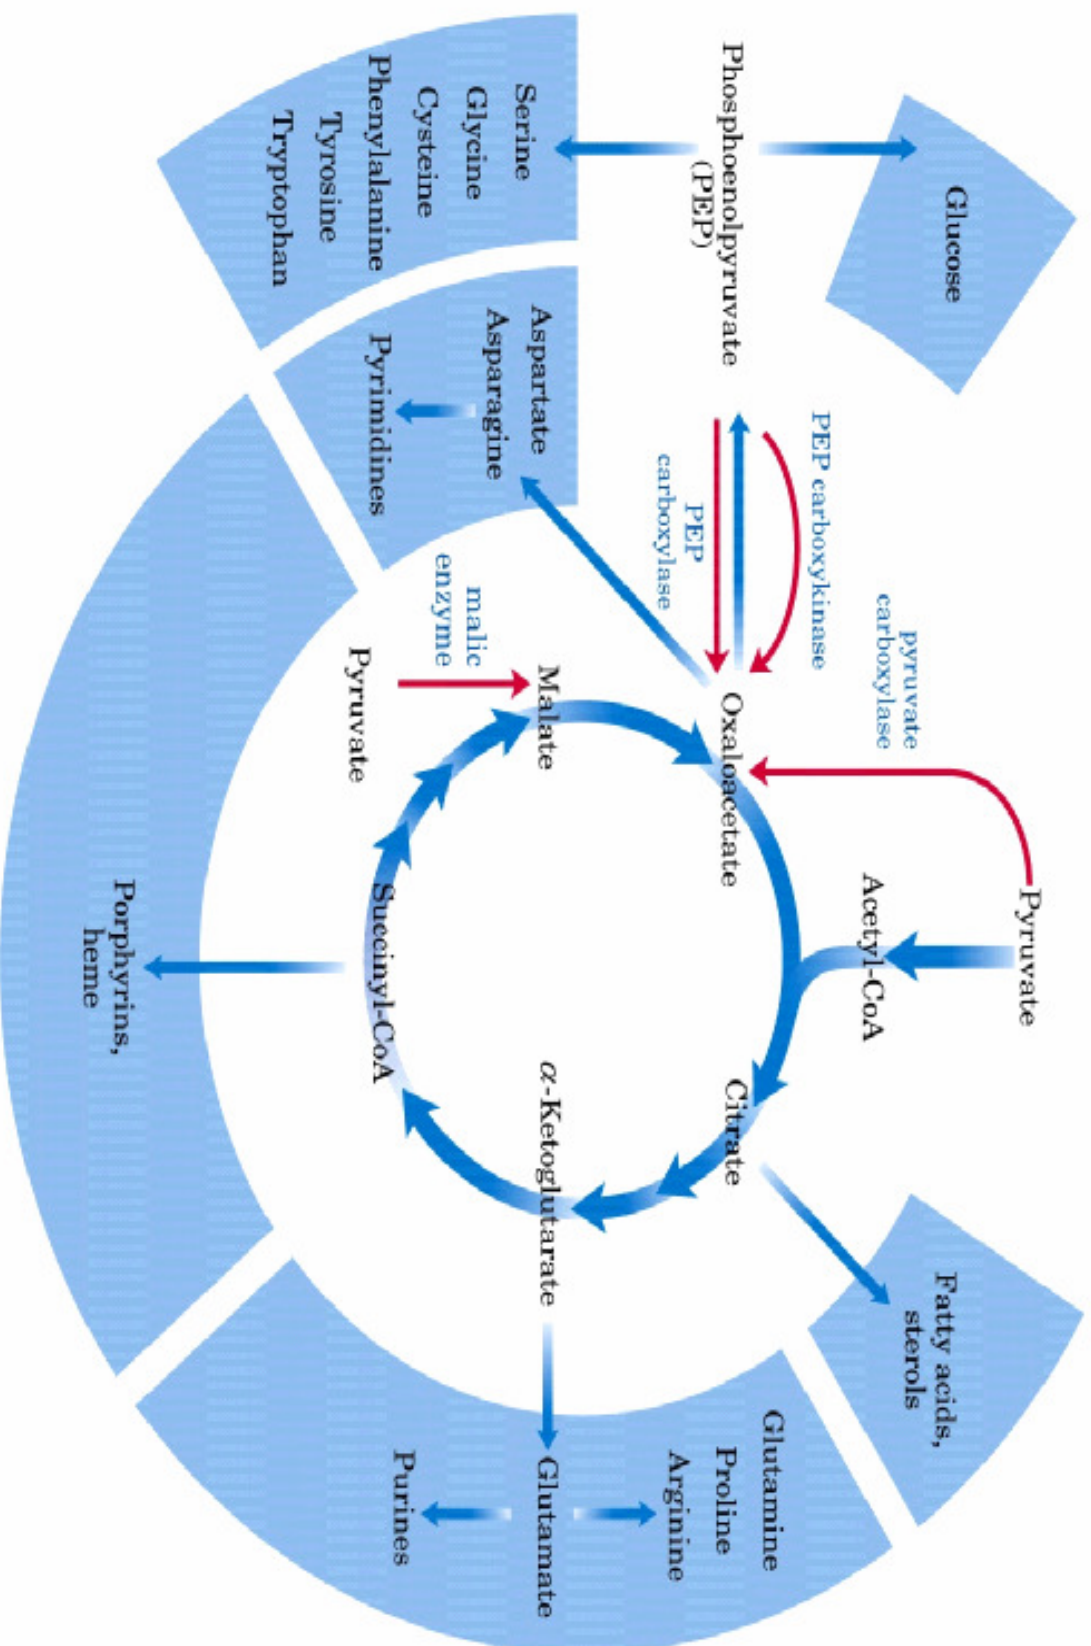 Pyruvate
Acetyl-CoA
pyruvate
carboxylase
Glucose
Fatty acids,
sterols
PEP carboxykinase
Phosphoenolpyruvate
(PEP)
PEP
carboxylase
Oxaloacetate
Citrate
Glutamine
Proline
Arginine
Serine
Glycine
Cysteine
Phenylalanine
Tyrosine
Tryptophan
Aspartate
Asparagine
Pyrimidines
Malate
malic
enzyme
Pyruvate
α-Ketoglutarate
Glutamate
Purines
Succinyl-CoA
Porphyrins,
heme